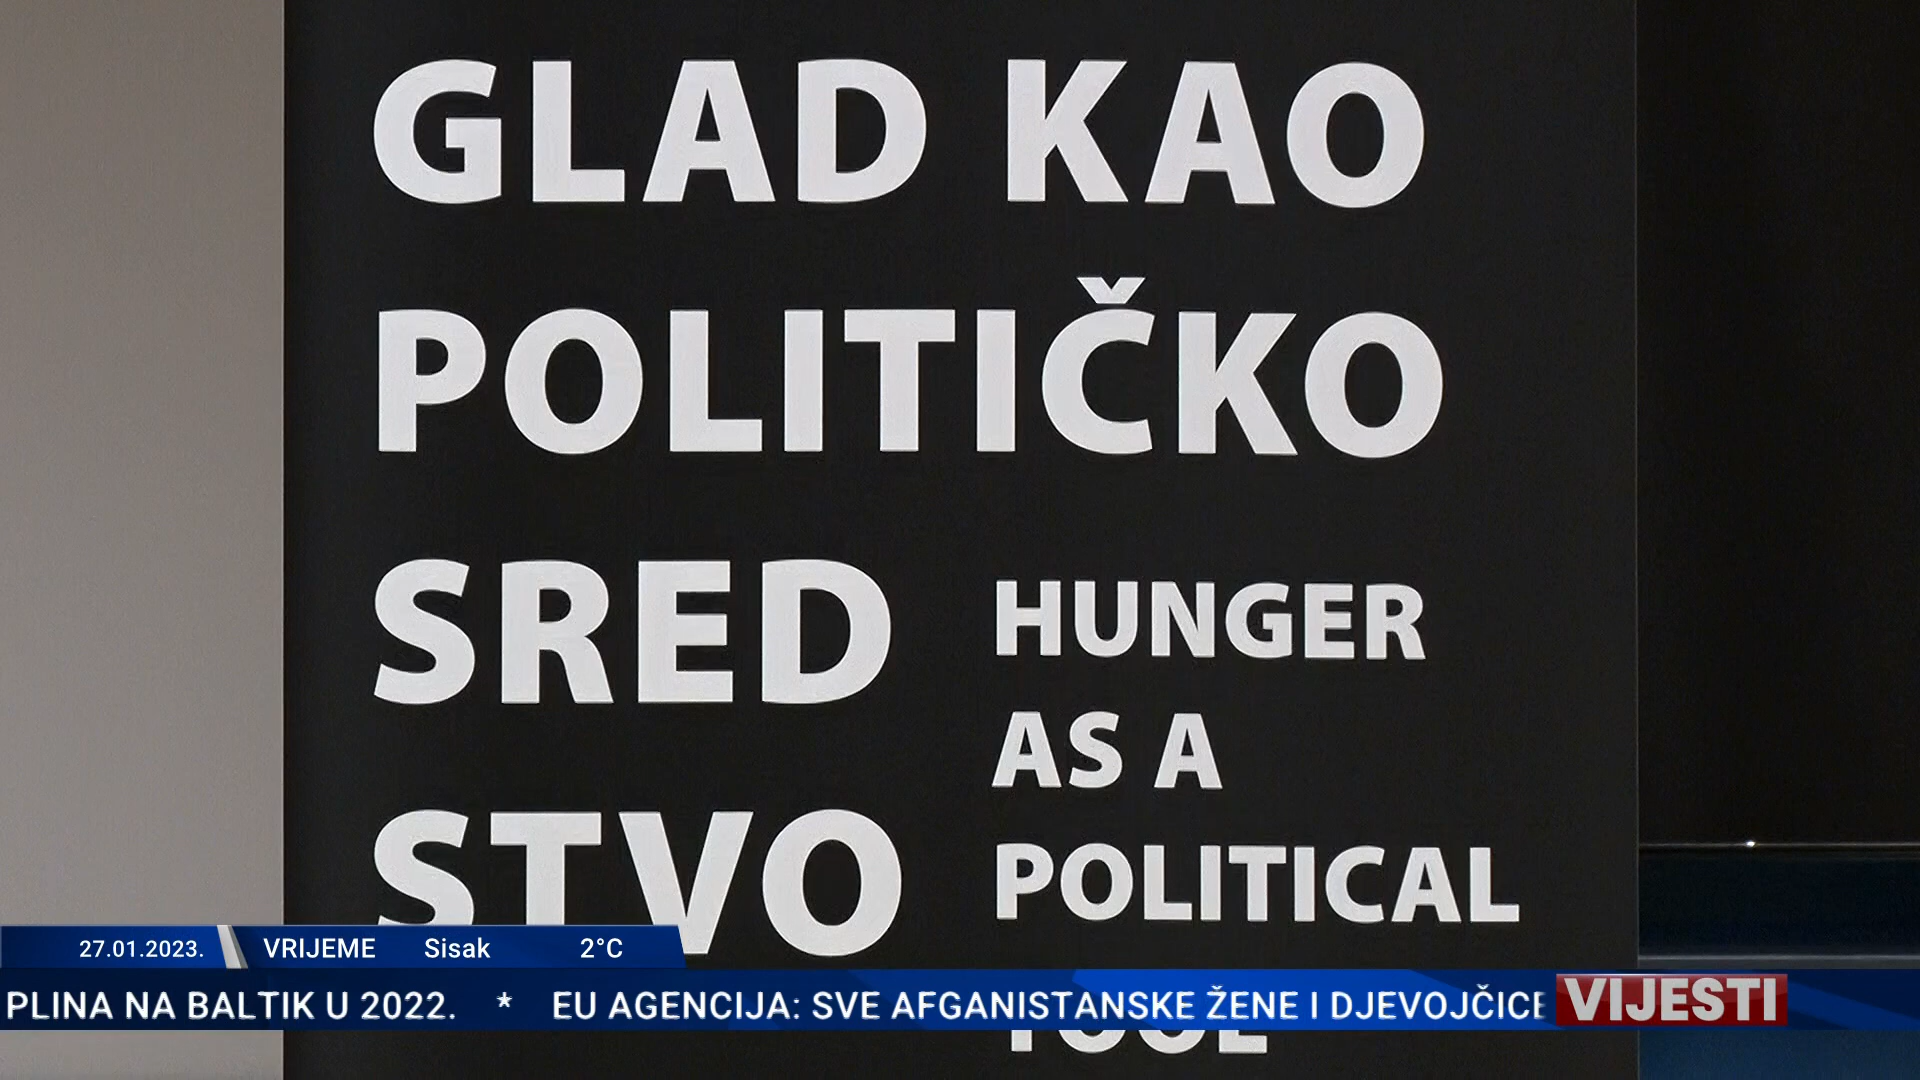 GLAD KAO
POLITIČKO
SRED
STVO
HUNGER
AS A
POLITICAL
TOOL
27.01.2023. VRIJEME Sisak 2°C
PLINA NA BALTIK U 2022. * EU AGENCIJA: SVE AFGANISTANSKE ŽENE I DJEVOJČICE
VIJESTI